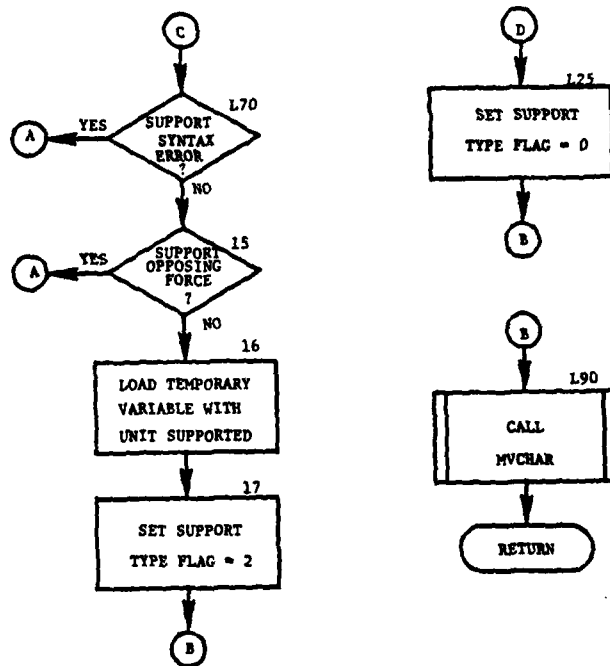 C
L70
YES
A
SUPPORT
SYNTAX
ERROR
?
NO
15
YES
A
SUPPORT
OPPOSING
FORCE
?
NO
16
LOAD TEMPORARY
VARIABLE WITH
UNIT SUPPORTED
17
SET SUPPORT
TYPE FLAG = 2
B
D
L25
SET SUPPORT
TYPE FLAG = 0
B
B
L90
CALL
MVCHAR
RETURN